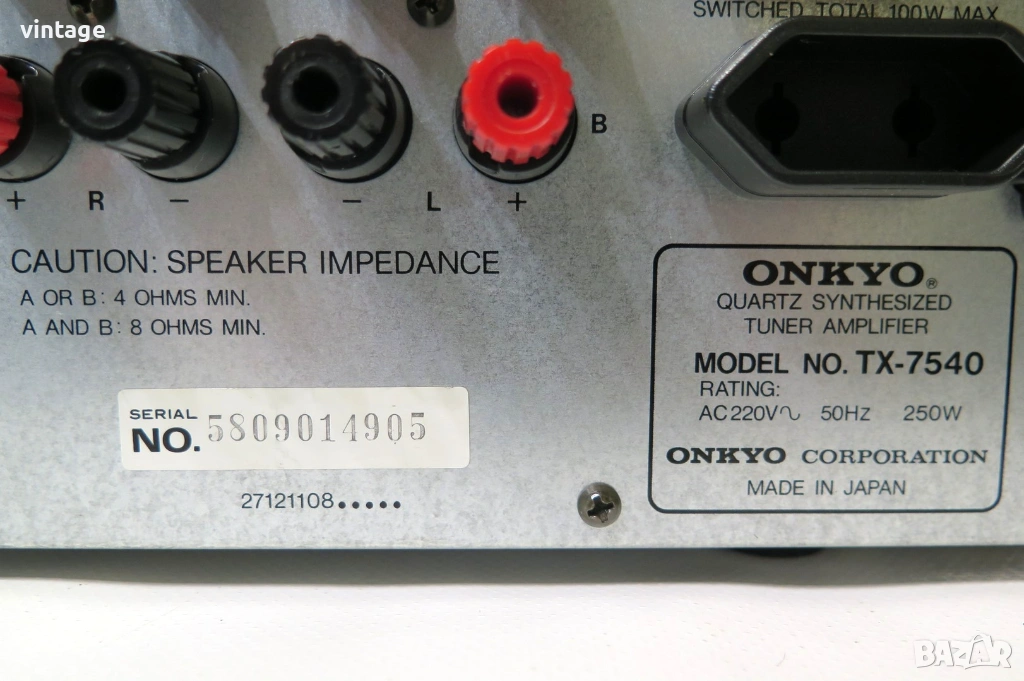 vintage
SWITCHED TOTAL 100W MAX
B
+ R − − L +
CAUTION: SPEAKER IMPEDANCE
A OR B: 4 OHMS MIN.
A AND B: 8 OHMS MIN.
SERIAL
NO. 5809014905
27121108.....
ONKYO®
QUARTZ SYNTHESIZED
TUNER AMPLIFIER
MODEL NO. TX-7540
RATING:
AC 220V∿ 50Hz 250W
ONKYO CORPORATION
MADE IN JAPAN
BAZAR